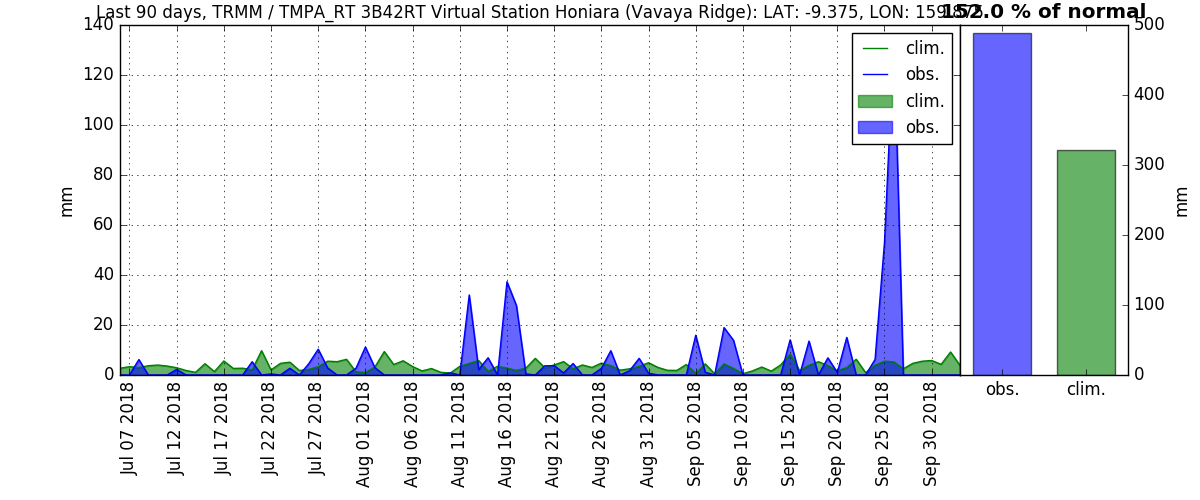 Last 90 days, TRMM / TMPA_RT 3B42RT Virtual Station Honiara (Vavaya Ridge): LAT: -9.375, LON:
152.0 % of normal
140
120
100
80
60
40
20
0
mm
clim.
obs.
clim.
obs.
500
400
300
200
100
0
mm
obs.
clim.
Jul 07 2018
Jul 12 2018
Jul 17 2018
Jul 22 2018
Jul 27 2018
Aug 01 2018
Aug 06 2018
Aug 11 2018
Aug 16 2018
Aug 21 2018
Aug 26 2018
Aug 31 2018
Sep 05 2018
Sep 10 2018
Sep 15 2018
Sep 20 2018
Sep 25 2018
Sep 30 2018